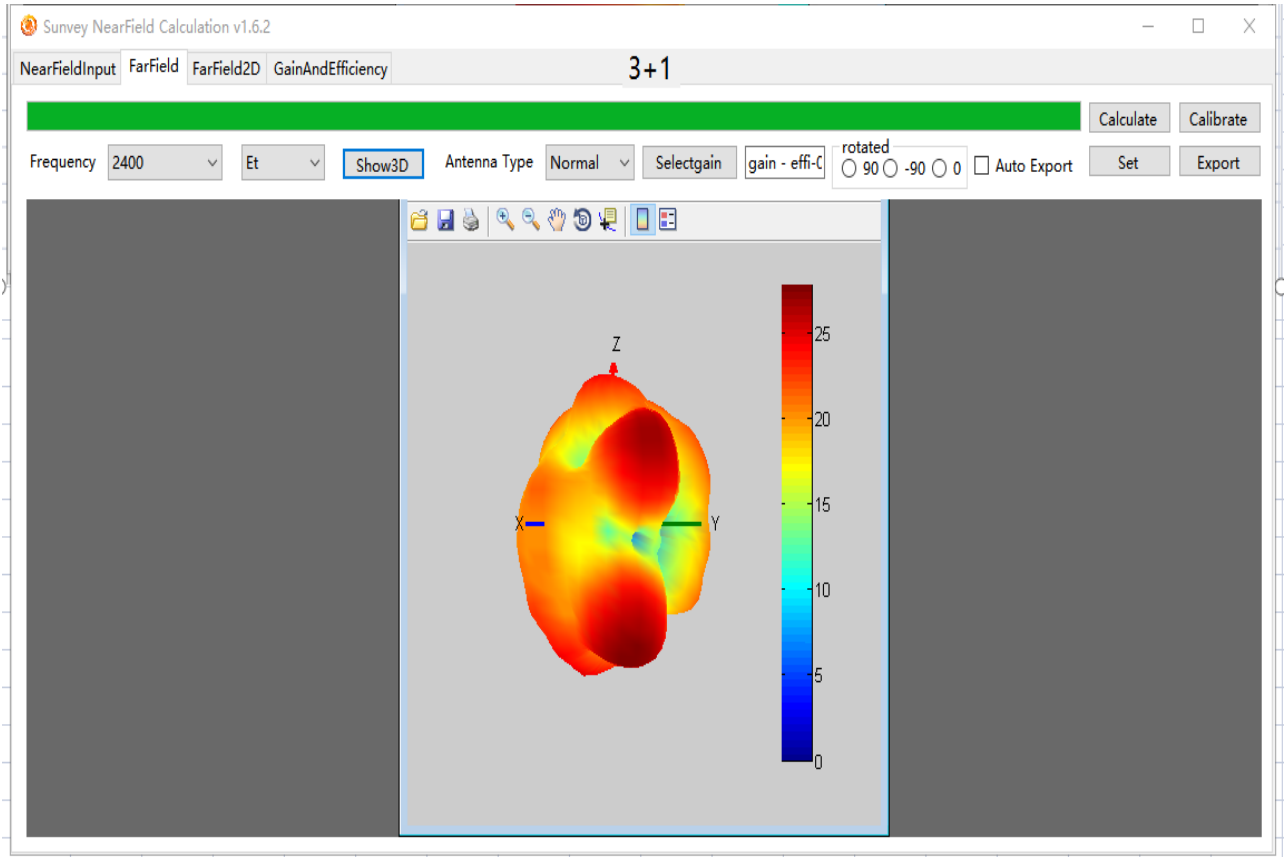 Sunvey NearField Calculation v1.6.2
NearFieldInput FarField FarField2D GainAndEfficiency 3+1
Calculate Calibrate
Frequency 2400 Et Show3D Antenna Type Normal Selectgain gain - effi-0 rotated 90 -90 0 Auto Export Set Export
Z
X Y
25
20
15
10
5
0